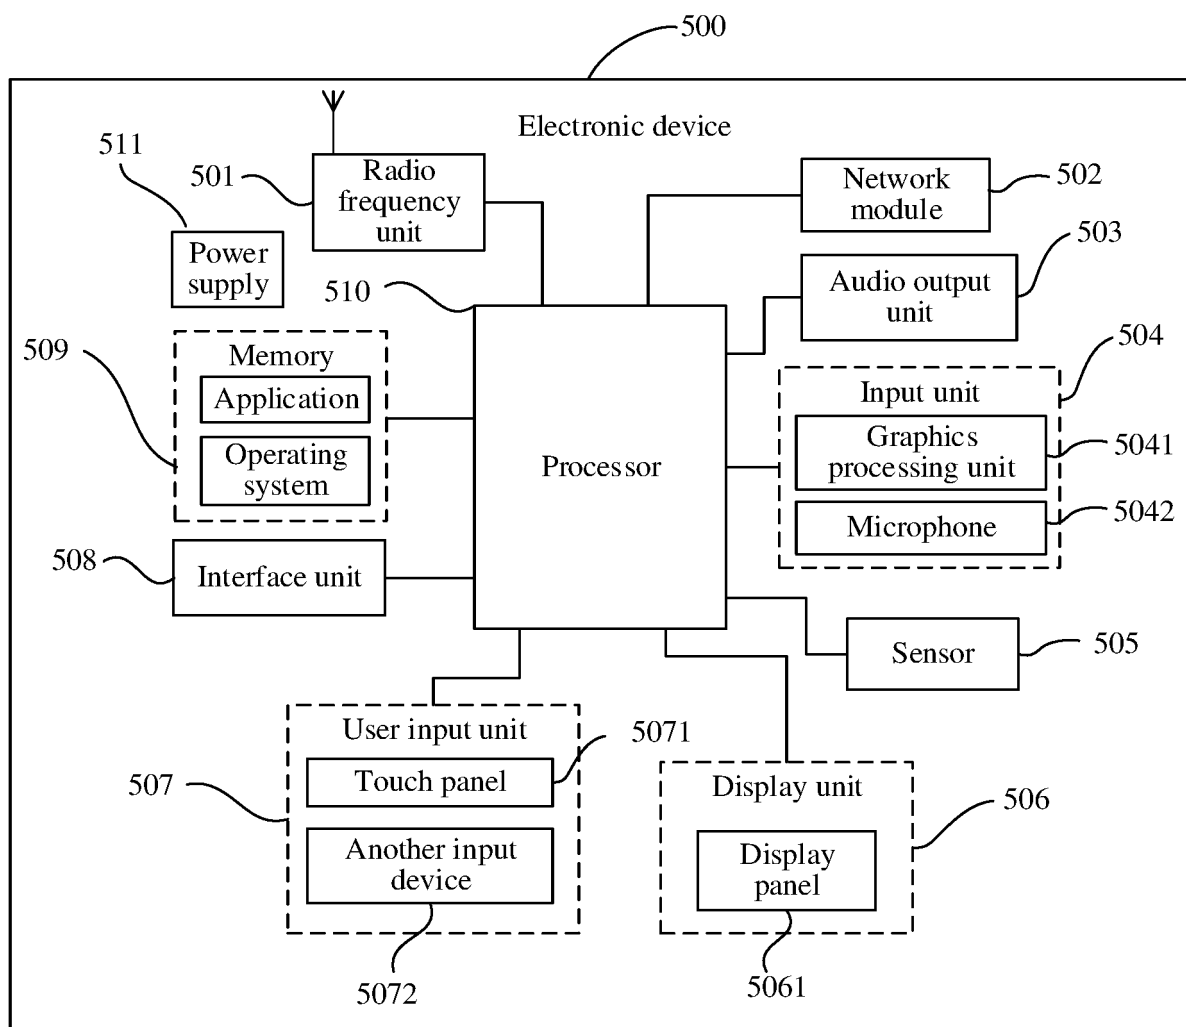 500
Electronic device
511
501
Radio
frequency
unit
Network
module
502
503
Power
supply
510
Audio output
unit
509
Memory
Application
Operating
system
504
Input unit
Graphics
processing unit
5041
Processor
Microphone
5042
508
Interface unit
Sensor
505
User input unit
5071
507
Touch panel
Another input
device
5072
Display unit
506
Display
panel
5061